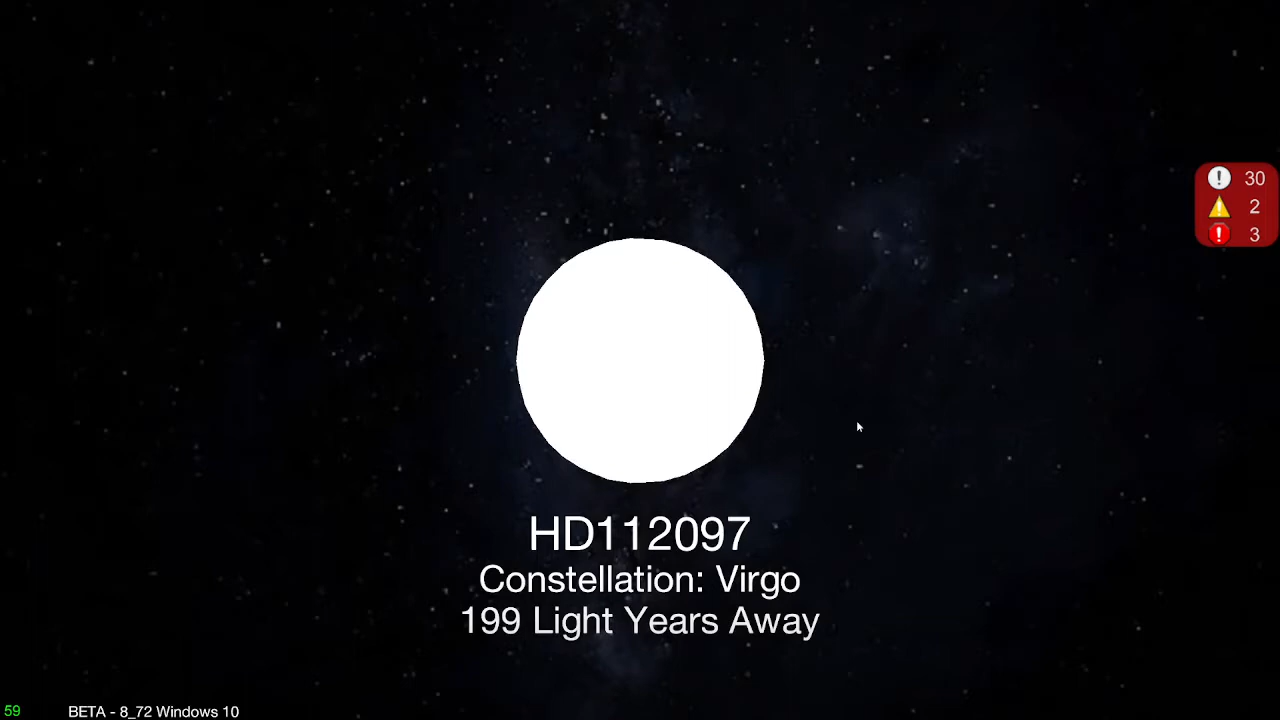 30
2
3
HD112097
Constellation: Virgo
199 Light Years Away
59
BETA - 8_72 Windows 10